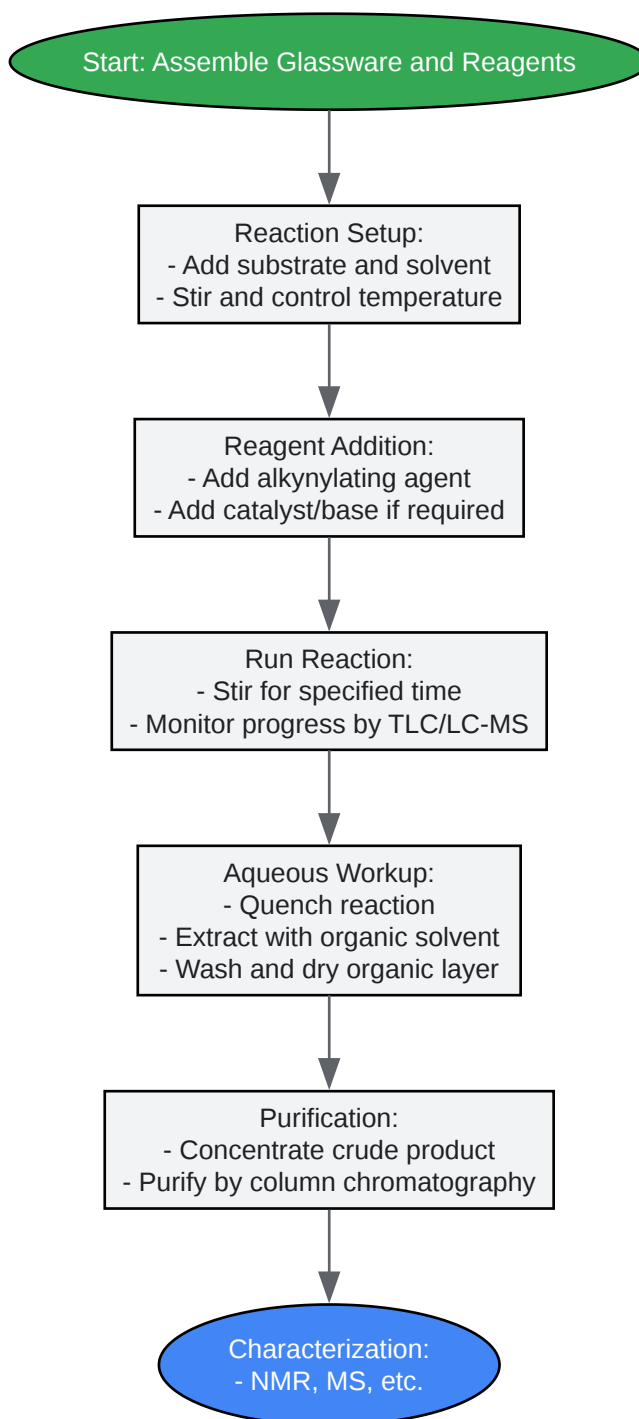 Start: Assemble Glassware and Reagents
Reaction Setup:
- Add substrate and solvent
- Stir and control temperature
Reagent Addition:
- Add alkynylating agent
- Add catalyst/base if required
Run Reaction:
- Stir for specified time
- Monitor progress by TLC/LC-MS
Aqueous Workup:
- Quench reaction
- Extract with organic solvent
- Wash and dry organic layer
Purification:
- Concentrate crude product
- Purify by column chromatography
Characterization:
- NMR, MS, etc.